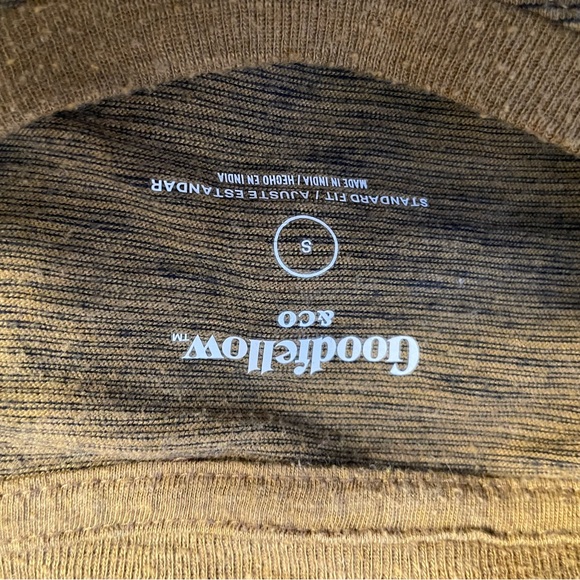 Goodfellow™
&CO
S
STANDARD FIT / AJUSTE ESTANDAR
MADE IN INDIA / HECHO EN INDIA